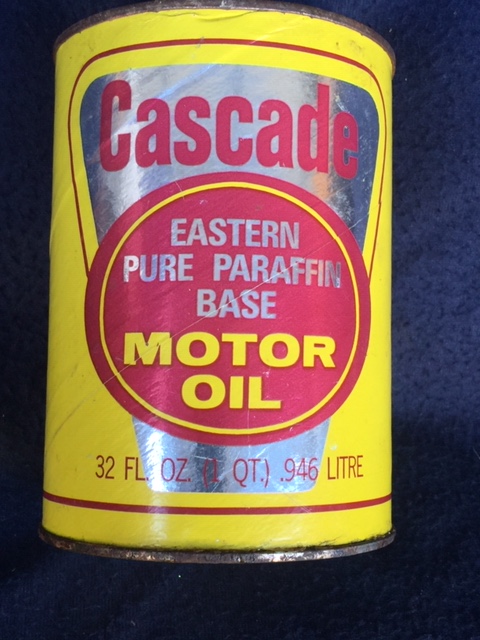 Cascade
EASTERN
PURE PARAFFIN
BASE
MOTOR
OIL
32 FL. OZ. (1 QT.) .946 LITRE